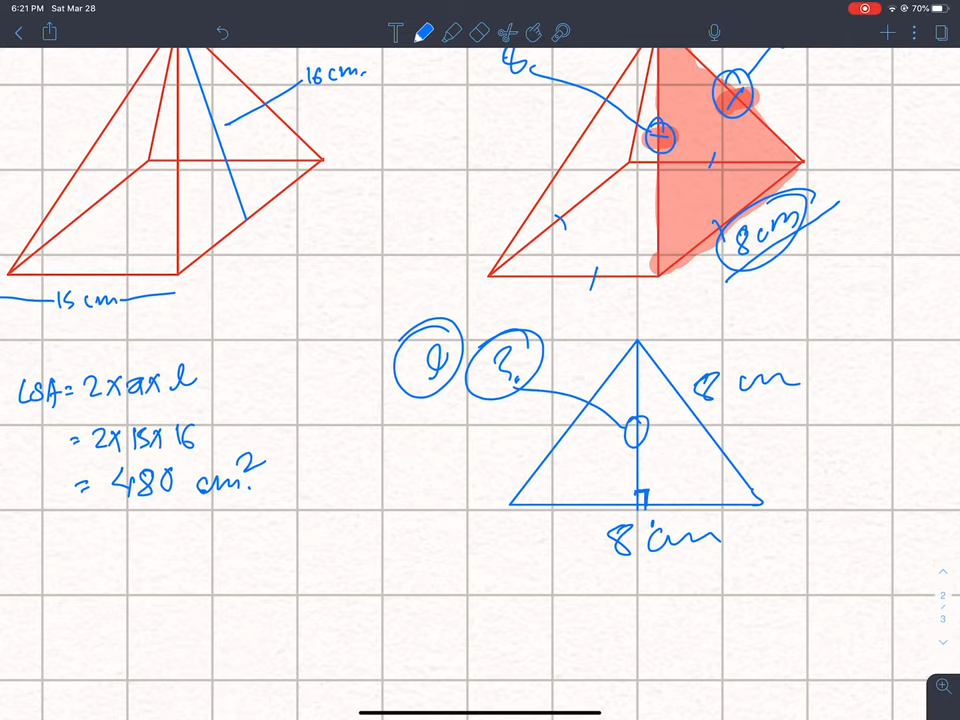 6:21 PM Sat Mar 28
70%
16 cm.
15 cm
8 cm
LSA = 2 x a x l
= 2 x 15 x 16
= 480 cm².
l
?
8 cm
8 cm
2
/
3